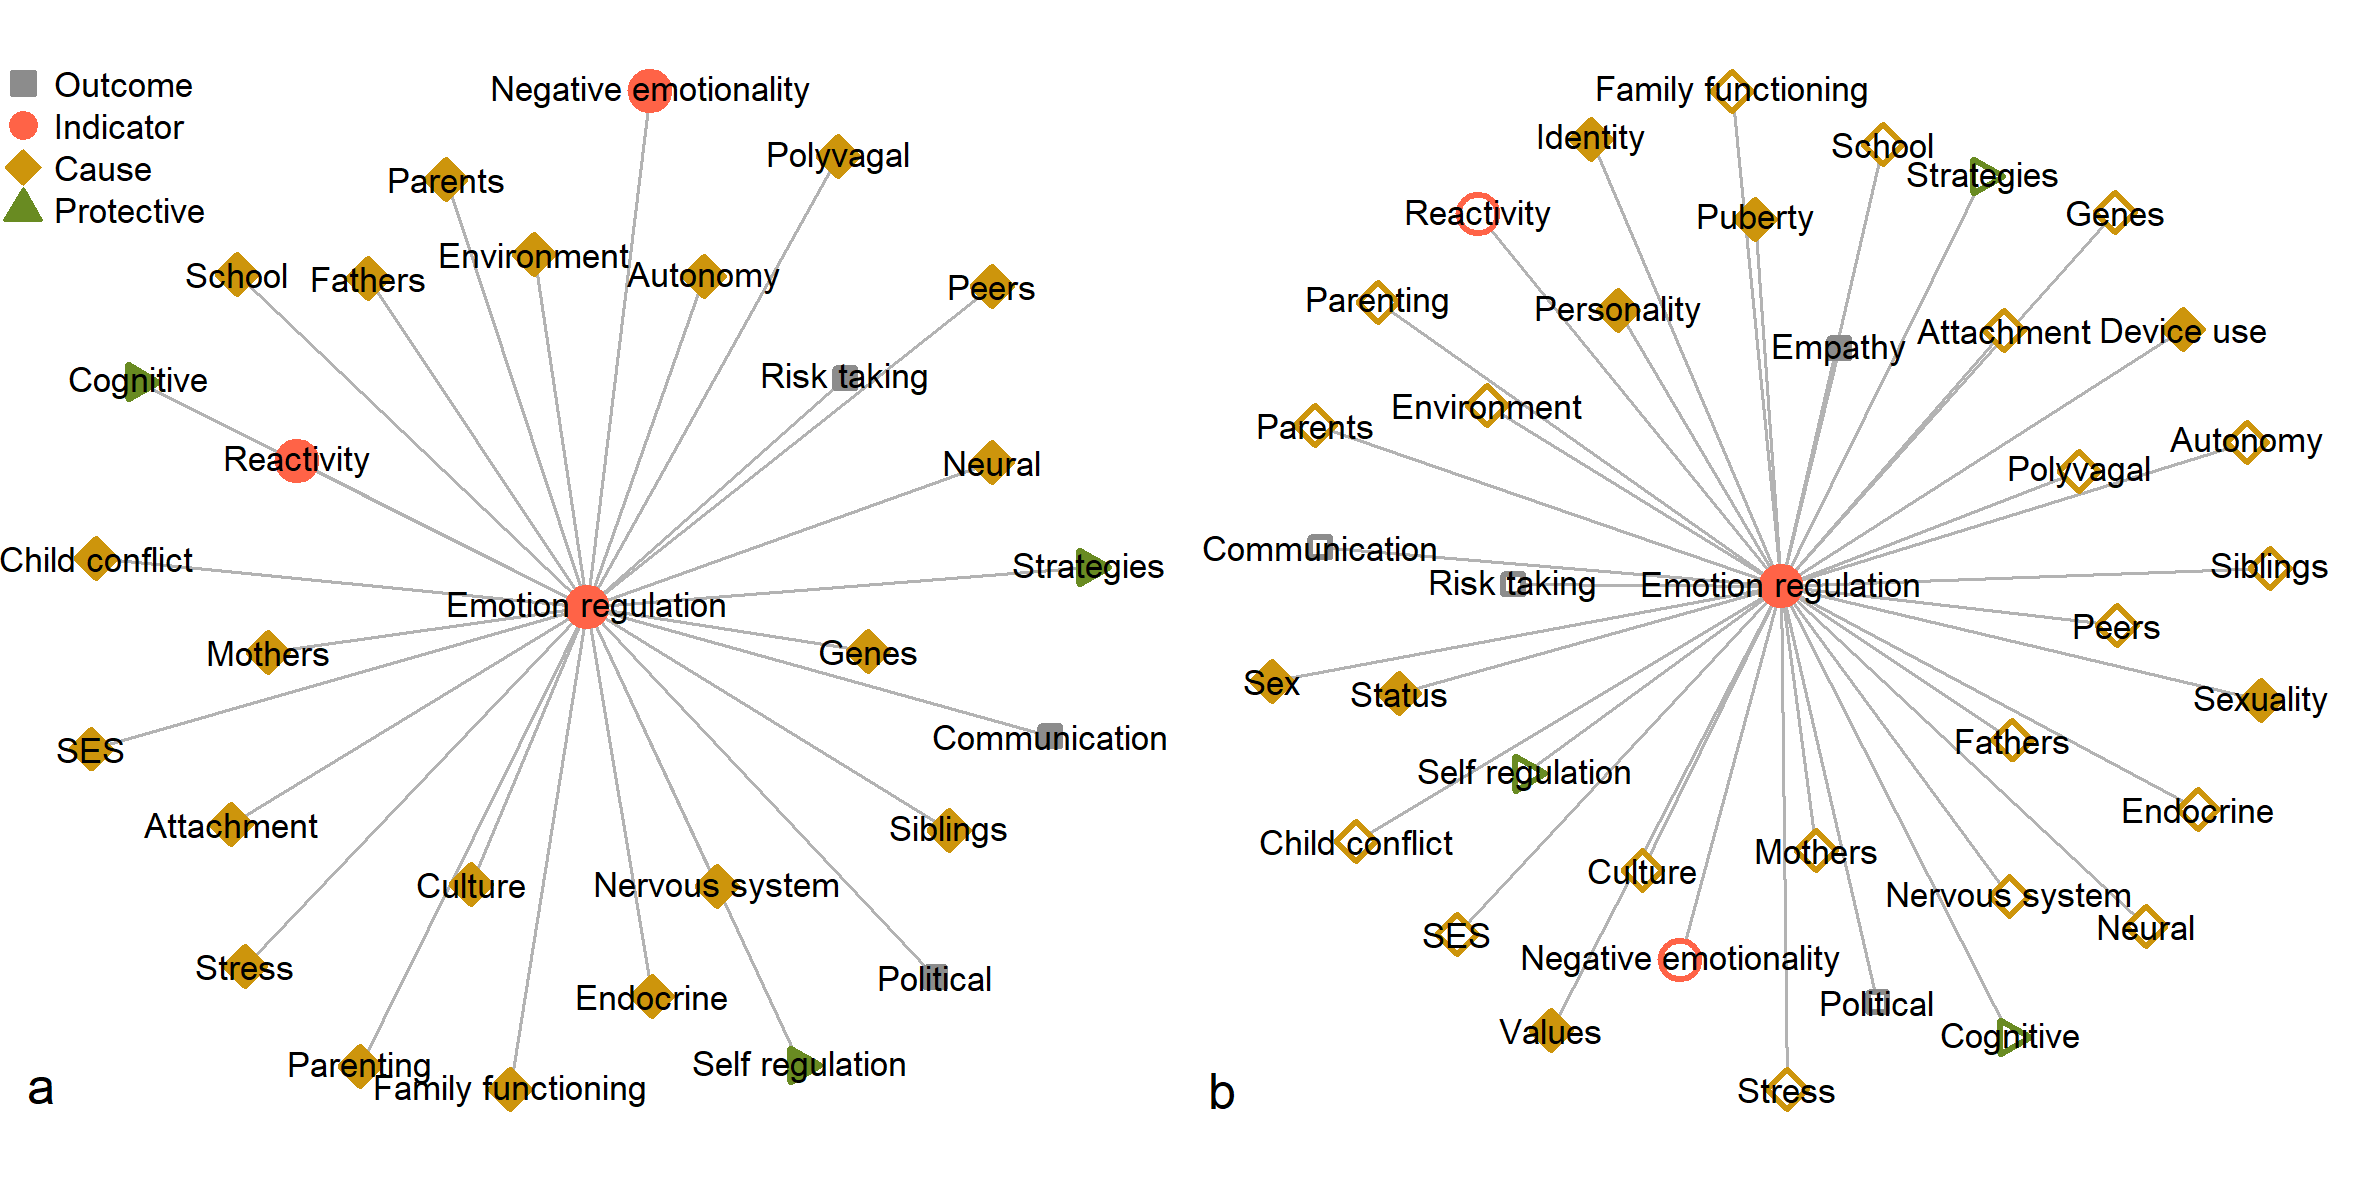 Outcome
Indicator
Cause
Protective
Negative emotionality
Polyvagal
Parents
Environment
Autonomy
School
Fathers
Peers
Cognitive
Risk taking
Reactivity
Neural
Child conflict
Strategies
Emotion regulation
Mothers
Genes
SES
Communication
Attachment
Siblings
Culture
Nervous system
Stress
Political
Endocrine
Parenting
Self regulation
Family functioning
a
Family functioning
Identity
School
Strategies
Reactivity
Puberty
Genes
Parenting
Personality
Empathy
Attachment
Device use
Environment
Parents
Autonomy
Polyvagal
Communication
Siblings
Risk taking
Emotion regulation
Peers
Sex
Status
Sexuality
Fathers
Self regulation
Endocrine
Child conflict
Mothers
Culture
Nervous system
Neural
SES
Negative emotionality
Political
Values
Cognitive
Stress
b